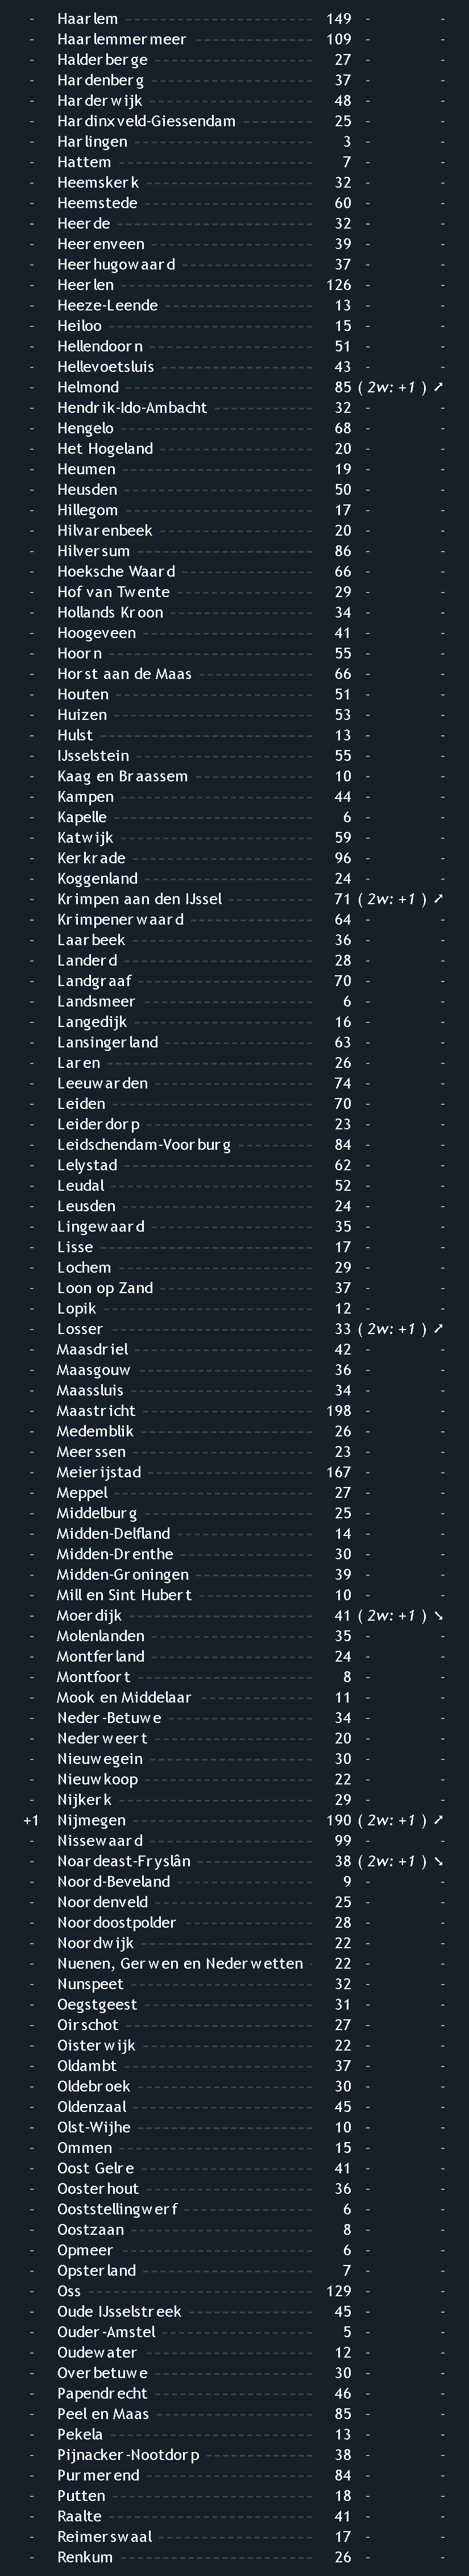 - Haarlem 149 - -
- Haarlemmermeer 109 - -
- Halderberge 27 - -
- Hardenberg 37 - -
- Harderwijk 48 - -
- Hardinxveld-Giessendam 25 - -
- Harlingen 3 - -
- Hattem 7 - -
- Heemskerk 32 - -
- Heemstede 60 - -
- Heerde 32 - -
- Heerenveen 39 - -
- Heerhugowaard 37 - -
- Heerlen 126 - -
- Heeze-Leende 13 - -
- Heiloo 15 - -
- Hellendoorn 51 - -
- Hellevoetsluis 43 - -
- Helmond 85 ( 2w: +1 ) ➚
- Hendrik-Ido-Ambacht 32 - -
- Hengelo 68 - -
- Het Hogeland 20 - -
- Heumen 19 - -
- Heusden 50 - -
- Hillegom 17 - -
- Hilvarenbeek 20 - -
- Hilversum 86 - -
- Hoeksche Waard 66 - -
- Hof van Twente 29 - -
- Hollands Kroon 34 - -
- Hoogeveen 41 - -
- Hoorn 55 - -
- Horst aan de Maas 66 - -
- Houten 51 - -
- Huizen 53 - -
- Hulst 13 - -
- IJsselstein 55 - -
- Kaag en Braassem 10 - -
- Kampen 44 - -
- Kapelle 6 - -
- Katwijk 59 - -
- Kerkrade 96 - -
- Koggenland 24 - -
- Krimpen aan den IJssel 71 ( 2w: +1 ) ➚
- Krimpenerwaard 64 - -
- Laarbeek 36 - -
- Landerd 28 - -
- Landgraaf 70 - -
- Landsmeer 6 - -
- Langedijk 16 - -
- Lansingerland 63 - -
- Laren 26 - -
- Leeuwarden 74 - -
- Leiden 70 - -
- Leiderdorp 23 - -
- Leidschendam-Voorburg 84 - -
- Lelystad 62 - -
- Leudal 52 - -
- Leusden 24 - -
- Lingewaard 35 - -
- Lisse 17 - -
- Lochem 29 - -
- Loon op Zand 37 - -
- Lopik 12 - -
- Losser 33 ( 2w: +1 ) ➚
- Maasdriel 42 - -
- Maasgouw 36 - -
- Maassluis 34 - -
- Maastricht 198 - -
- Medemblik 26 - -
- Meerssen 23 - -
- Meierijstad 167 - -
- Meppel 27 - -
- Middelburg 25 - -
- Midden-Delfland 14 - -
- Midden-Drenthe 30 - -
- Midden-Groningen 39 - -
- Mill en Sint Hubert 10 - -
- Moerdijk 41 ( 2w: +1 ) ➘
- Molenlanden 35 - -
- Montferland 24 - -
- Montfoort 8 - -
- Mook en Middelaar 11 - -
- Neder-Betuwe 34 - -
- Nederweert 20 - -
- Nieuwegein 30 - -
- Nieuwkoop 22 - -
- Nijkerk 29 - -
+1 Nijmegen 190 ( 2w: +1 ) ➚
- Nissewaard 99 - -
- Noardeast-Fryslân 38 ( 2w: +1 ) ➘
- Noord-Beveland 9 - -
- Noordenveld 25 - -
- Noordoostpolder 28 - -
- Noordwijk 22 - -
- Nuenen, Gerwen en Nederwetten 22 - -
- Nunspeet 32 - -
- Oegstgeest 31 - -
- Oirschot 27 - -
- Oisterwijk 22 - -
- Oldambt 37 - -
- Oldebroek 30 - -
- Oldenzaal 45 - -
- Olst-Wijhe 10 - -
- Ommen 15 - -
- Oost Gelre 41 - -
- Oosterhout 36 - -
- Ooststellingwerf 6 - -
- Oostzaan 8 - -
- Opmeer 6 - -
- Opsterland 7 - -
- Oss 129 - -
- Oude IJsselstreek 45 - -
- Ouder-Amstel 5 - -
- Oudewater 12 - -
- Overbetuwe 30 - -
- Papendrecht 46 - -
- Peel en Maas 85 - -
- Pekela 13 - -
- Pijnacker-Nootdorp 38 - -
- Purmerend 84 - -
- Putten 18 - -
- Raalte 41 - -
- Reimerswaal 17 - -
- Renkum 26 - -